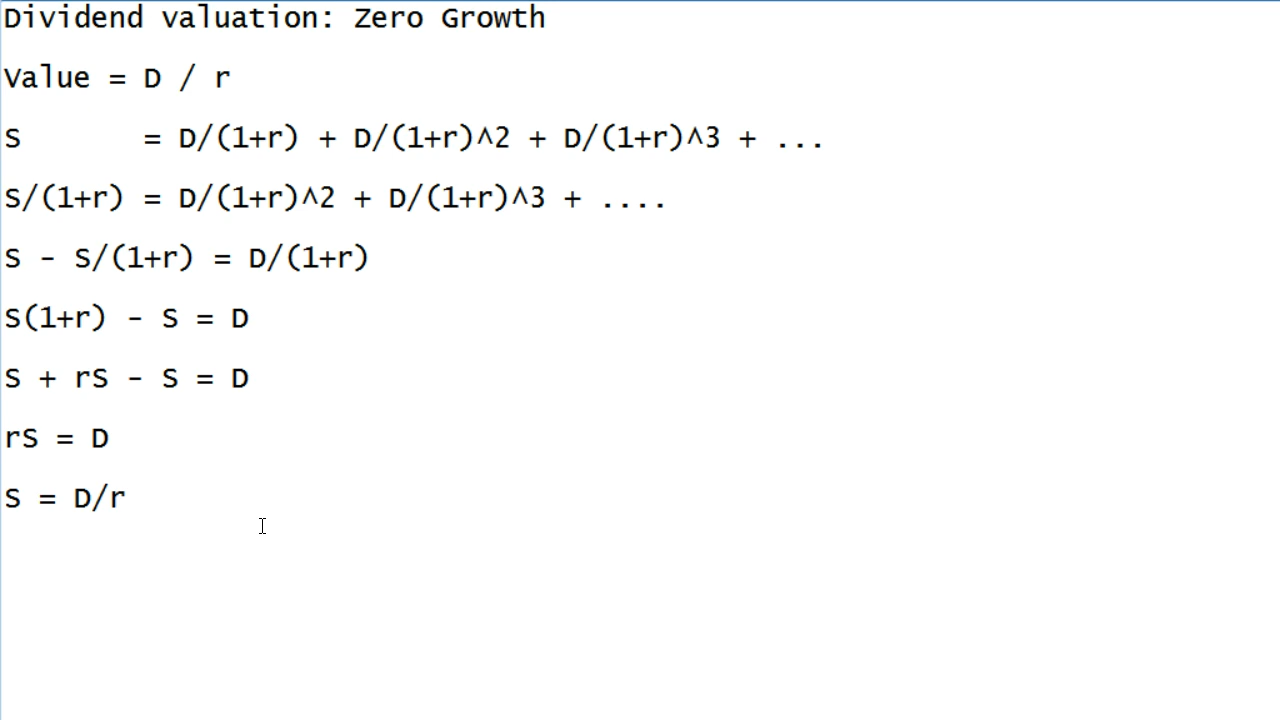 Dividend valuation: Zero Growth
Value = D / r
S = D/(1+r) + D/(1+r)^2 + D/(1+r)^3 + ...
S/(1+r) = D/(1+r)^2 + D/(1+r)^3 + ....
S - S/(1+r) = D/(1+r)
S(1+r) - S = D
S + rS - S = D
rS = D
S = D/r